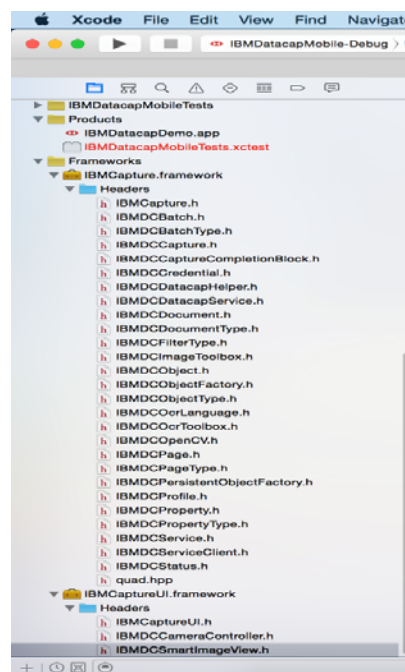 Xcode File Edit View Find Navigat
IBMDatacapMobile-Debug
IBMDatacapMobileTests
Products
IBMDatacapDemo.app
IBMDatacapMobileTests.xctest
Frameworks
IBMCapture.framework
Headers
IBMCapture.h
IBMDCBatch.h
IBMDCBatchType.h
IBMDCCapture.h
IBMDCCaptureCompletionBlock.h
IBMDCCredential.h
IBMDCDatacapHelper.h
IBMDCDatacapService.h
IBMDCDocument.h
IBMDCDocumentType.h
IBMDCFilterType.h
IBMDCImageToolbox.h
IBMDCObject.h
IBMDCObjectFactory.h
IBMDCObjectType.h
IBMDCOcrLanguage.h
IBMDCOcrToolbox.h
IBMDCOpenCV.h
IBMDCPage.h
IBMDCPageType.h
IBMDCPersistentObjectFactory.h
IBMDCProfile.h
IBMDCProperty.h
IBMDCPropertyType.h
IBMDCService.h
IBMDCServiceClient.h
IBMDCStatus.h
quad.hpp
IBMCaptureUI.framework
Headers
IBMCaptureUI.h
IBMDCCameraController.h
IBMDCSmartImageView.h